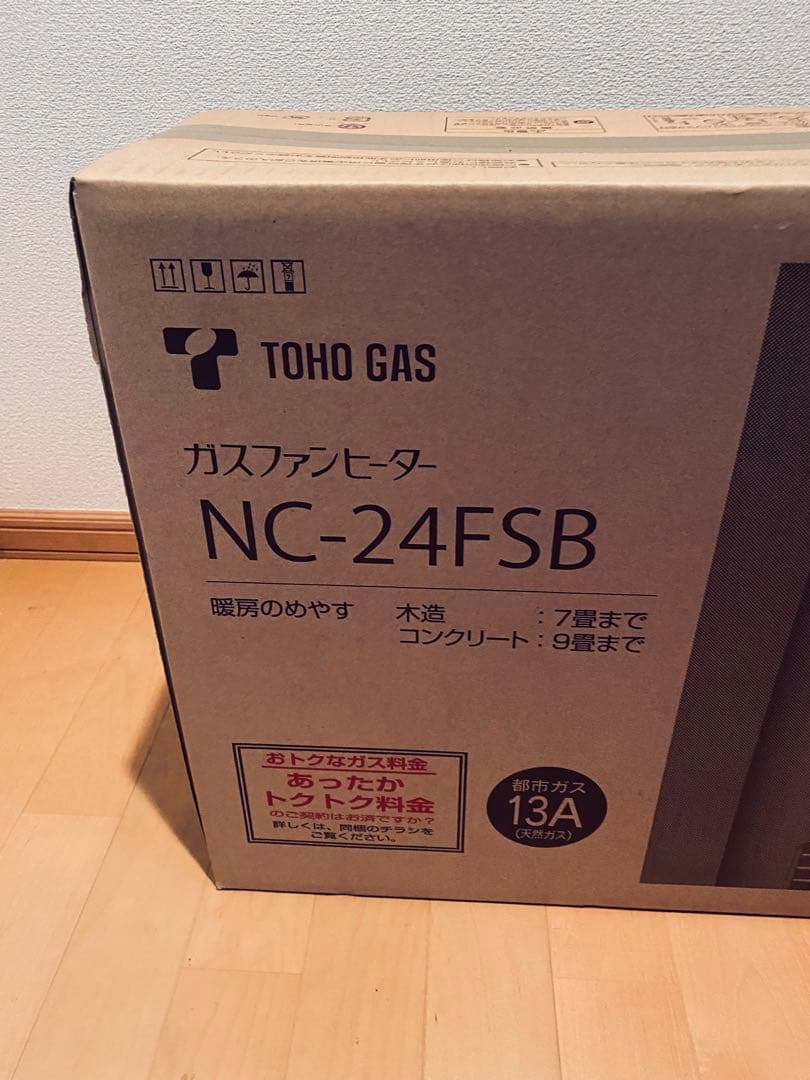 TOHO GAS
ガスファンヒーター
NC-24FSB
暖房のめやす 木造 : 7畳まで
コンクリート : 9畳まで
おトクなガス料金
あったか
トクトク料金
のご契約はお済ですか?
詳しくは、同梱のチラシを
ご覧ください。
都市ガス
13A
(天然ガス)